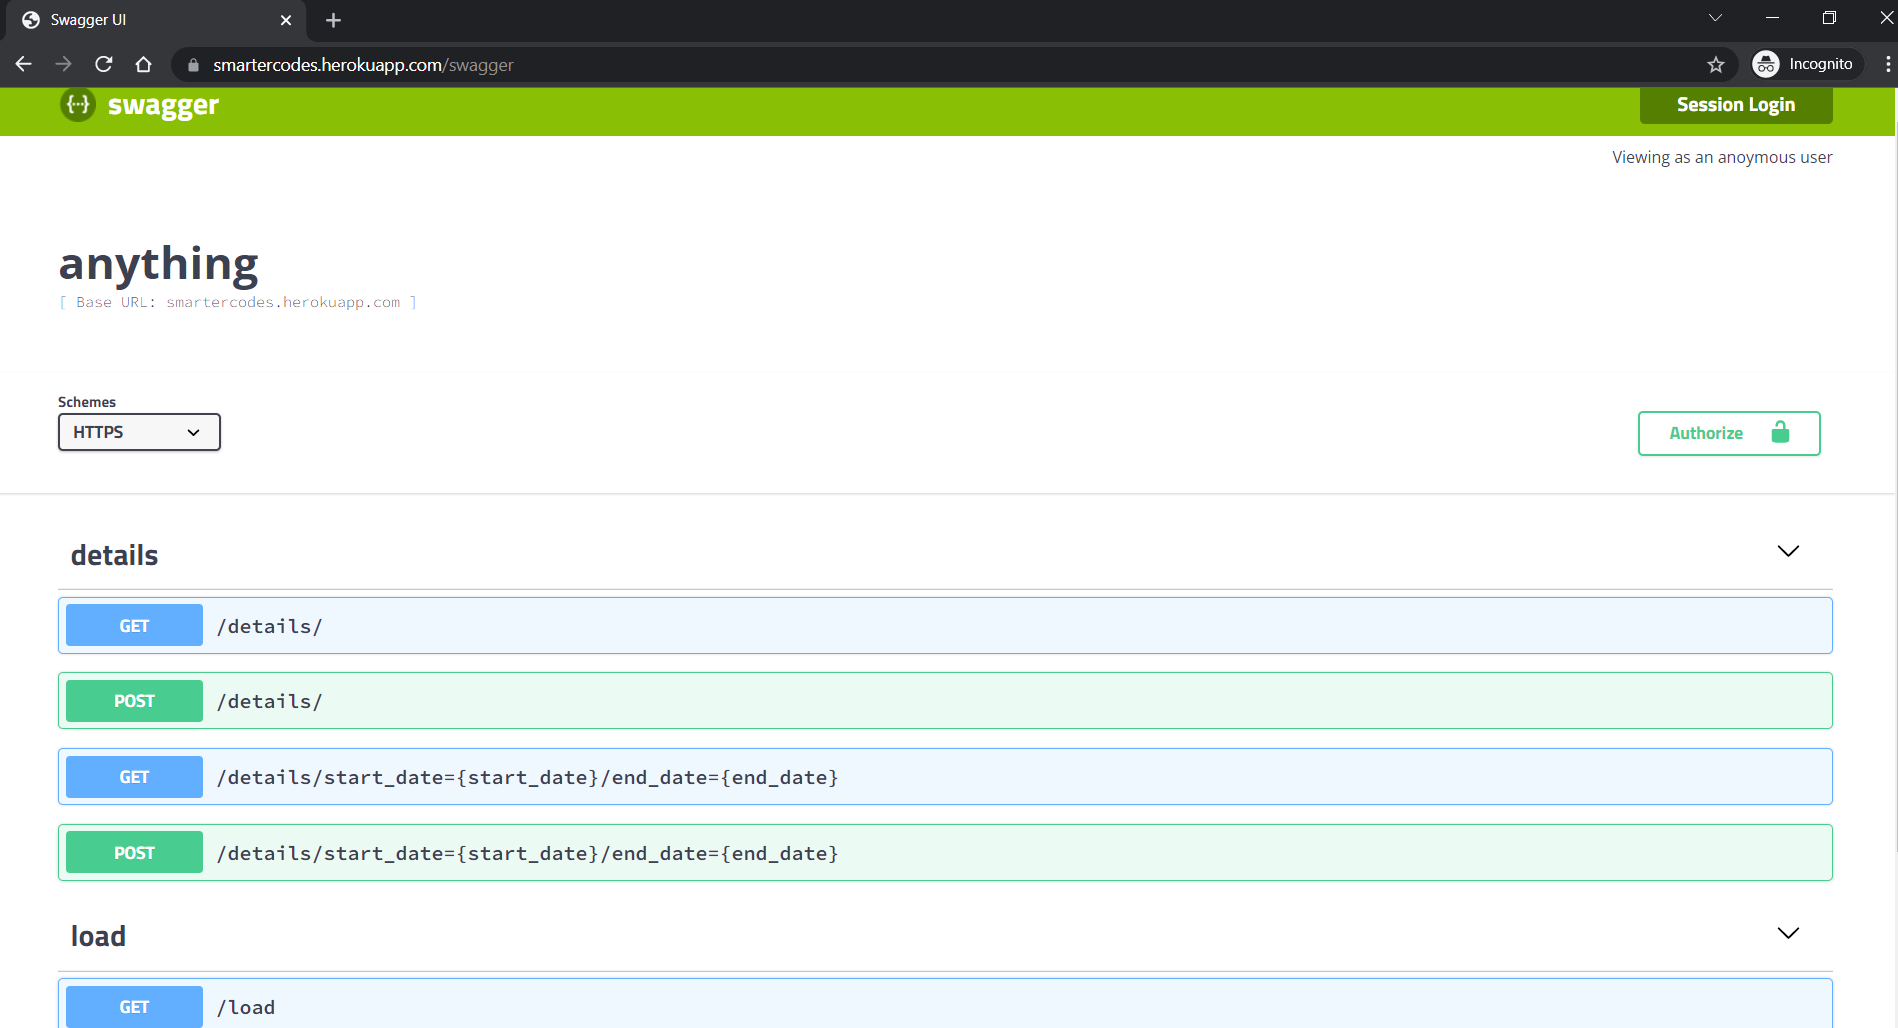 Swagger UI
smartercodes.herokuapp.com/swagger
Incognito
{...} swagger
Session Login
Viewing as an anoymous user
anything
[ Base URL: smartercodes.herokuapp.com ]
Schemes
HTTPS
Authorize
details
GET /details/
POST /details/
GET /details/start_date={start_date}/end_date={end_date}
POST /details/start_date={start_date}/end_date={end_date}
load
GET /load